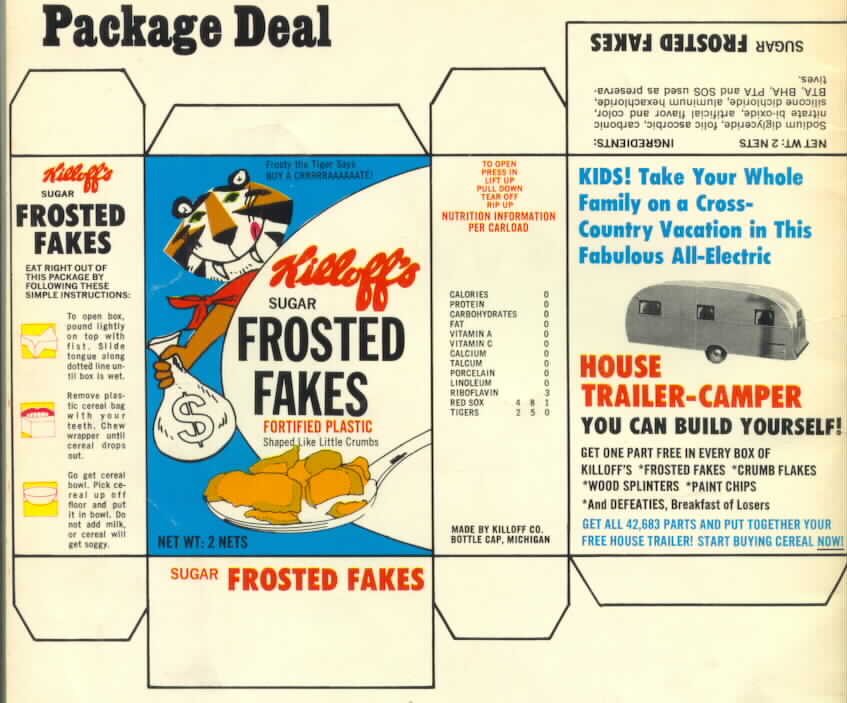 Package Deal
SUGAR FROSTED FAKES
NET WT: 2 NETS INGREDIENTS:
Sodium diglyceride, folic ascorbic, carbonic
nitrate bi-oxide, artificial flavor and color,
silicone dichloride, aluminum hexachloride,
BTA, BHA, PTA and SOS used as preserva-
tives.
Killoff's
SUGAR
FROSTED
FAKES
EAT RIGHT OUT OF
THIS PACKAGE BY
FOLLOWING THESE
SIMPLE INSTRUCTIONS:
To open box,
pound lightly
on top with
fist. Slide
tongue along
dotted line un-
til box is wet.
Remove plas-
tic cereal bag
with your
teeth. Chew
wrapper until
cereal drops
out.
Go get cereal
bowl. Pick ce-
real up off
floor and put
it in bowl. Do
not add milk,
or cereal will
get soggy.
Frosty the Tiger Says
BUY A CRRRRRAAAAAATE!
Killoff's
SUGAR
FROSTED
FAKES
FORTIFIED PLASTIC
Shaped Like Little Crumbs
$
NET WT: 2 NETS
SUGAR FROSTED FAKES
TO OPEN
PRESS IN
LIFT UP
PULL DOWN
TEAR OFF
RIP UP
NUTRITION INFORMATION
PER CARLOAD
CALORIES 0
PROTEIN 0
CARBOHYDRATES 0
FAT 0
VITAMIN A 0
VITAMIN C 0
CALCIUM 0
TALCUM 0
PORCELAIN 0
LINOLEUM 0
RIBOFLAVIN 3
RED SOX 4 8 1
TIGERS 2 5 0
MADE BY KILLOFF CO.
BOTTLE CAP, MICHIGAN
KIDS! Take Your Whole
Family on a Cross-
Country Vacation in This
Fabulous All-Electric
HOUSE
TRAILER-CAMPER
YOU CAN BUILD YOURSELF!
GET ONE PART FREE IN EVERY BOX OF
KILLOFF'S *FROSTED FAKES *CRUMB FLAKES
*WOOD SPLINTERS *PAINT CHIPS
*And DEFEATIES, Breakfast of Losers
GET ALL 42,683 PARTS AND PUT TOGETHER YOUR
FREE HOUSE TRAILER! START BUYING CEREAL NOW!